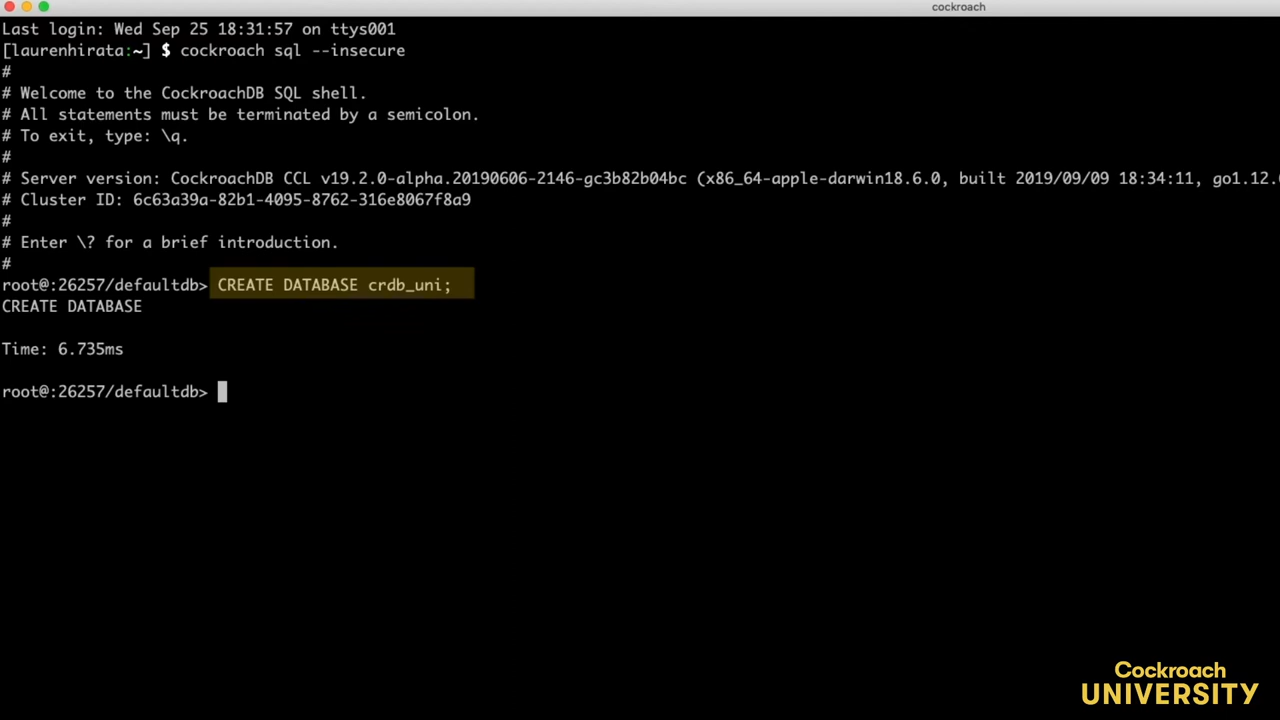 cockroach
Last login: Wed Sep 25 18:31:57 on ttys001
[laurenhirata:~] $ cockroach sql --insecure
#
# Welcome to the CockroachDB SQL shell.
# All statements must be terminated by a semicolon.
# To exit, type: \q.
#
# Server version: CockroachDB CCL v19.2.0-alpha.20190606-2146-gc3b82b04bc (x86_64-apple-darwin18.6.0, built 2019/09/09 18:34:11, go1.12.
# Cluster ID: 6c63a39a-82b1-4095-8762-316e8067f8a9
#
# Enter \? for a brief introduction.
#
root@:26257/defaultdb> CREATE DATABASE crdb_uni;
CREATE DATABASE
Time: 6.735ms
root@:26257/defaultdb>
Cockroach
UNIVERSITY